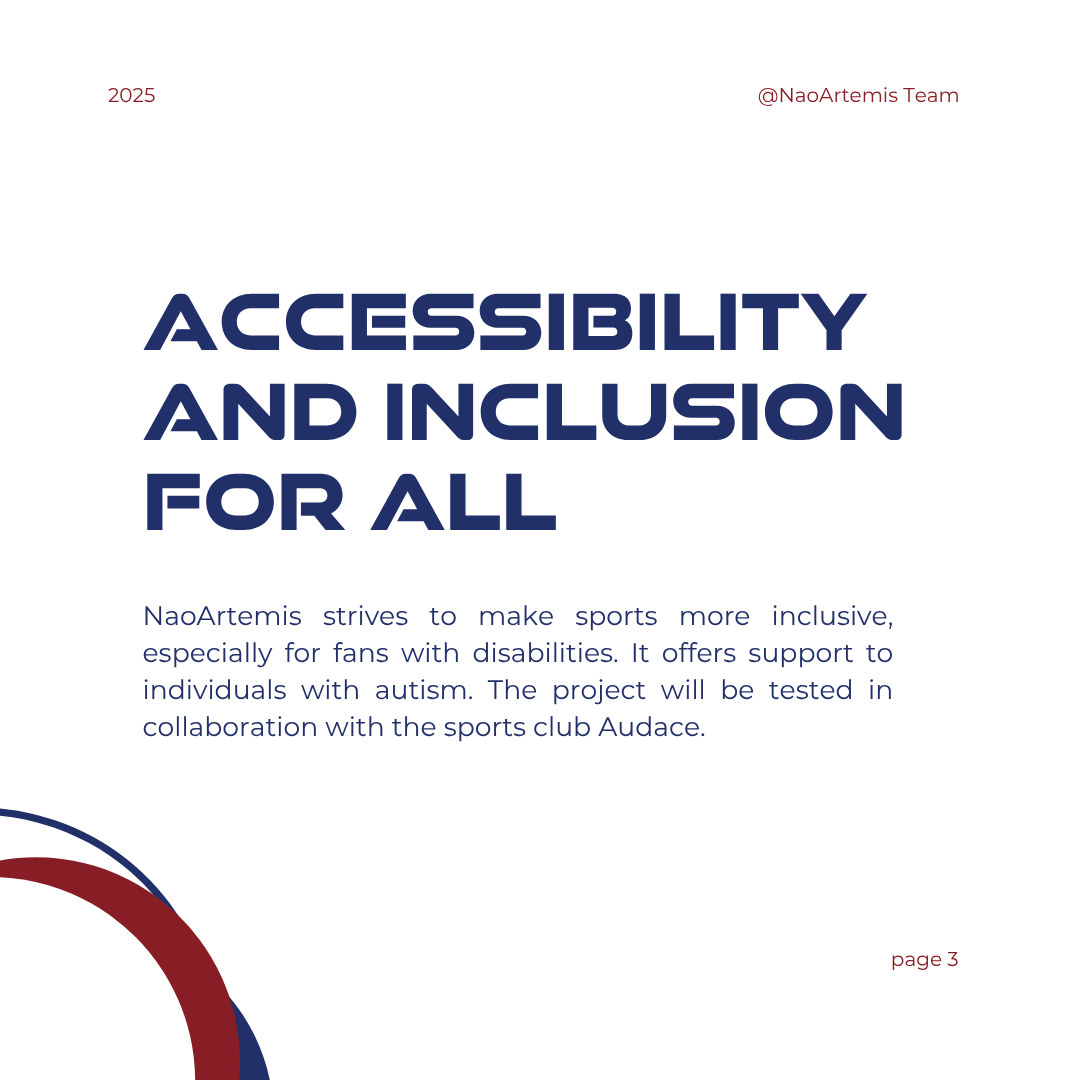 2025
@NaoArtemis Team
ACCESSIBILITY
AND INCLUSION
FOR ALL
NaoArtemis strives to make sports more inclusive,
especially for fans with disabilities. It offers support to
individuals with autism. The project will be tested in
collaboration with the sports club Audace.
page 3